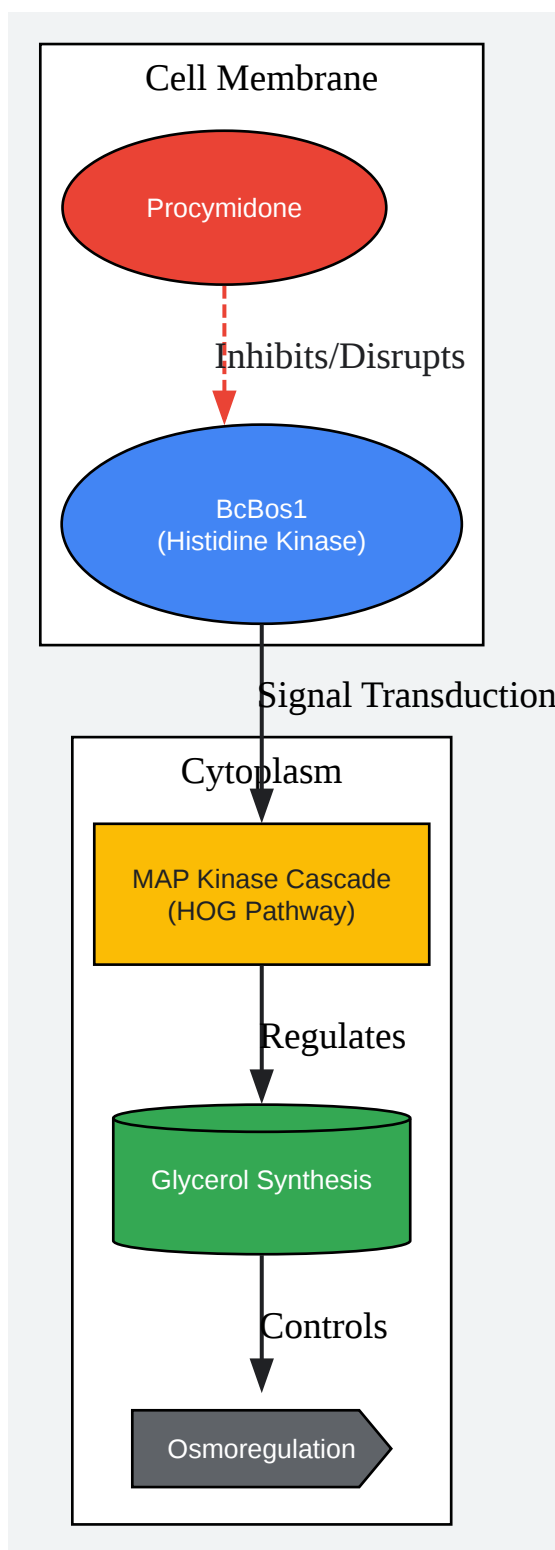 Cell Membrane
Procymidone
Inhibits/Disrupts
BcBos1
(Histidine Kinase)
Signal Transduction
Cytoplasm
MAP Kinase Cascade
(HOG Pathway)
Regulates
Glycerol Synthesis
Controls
Osmoregulation